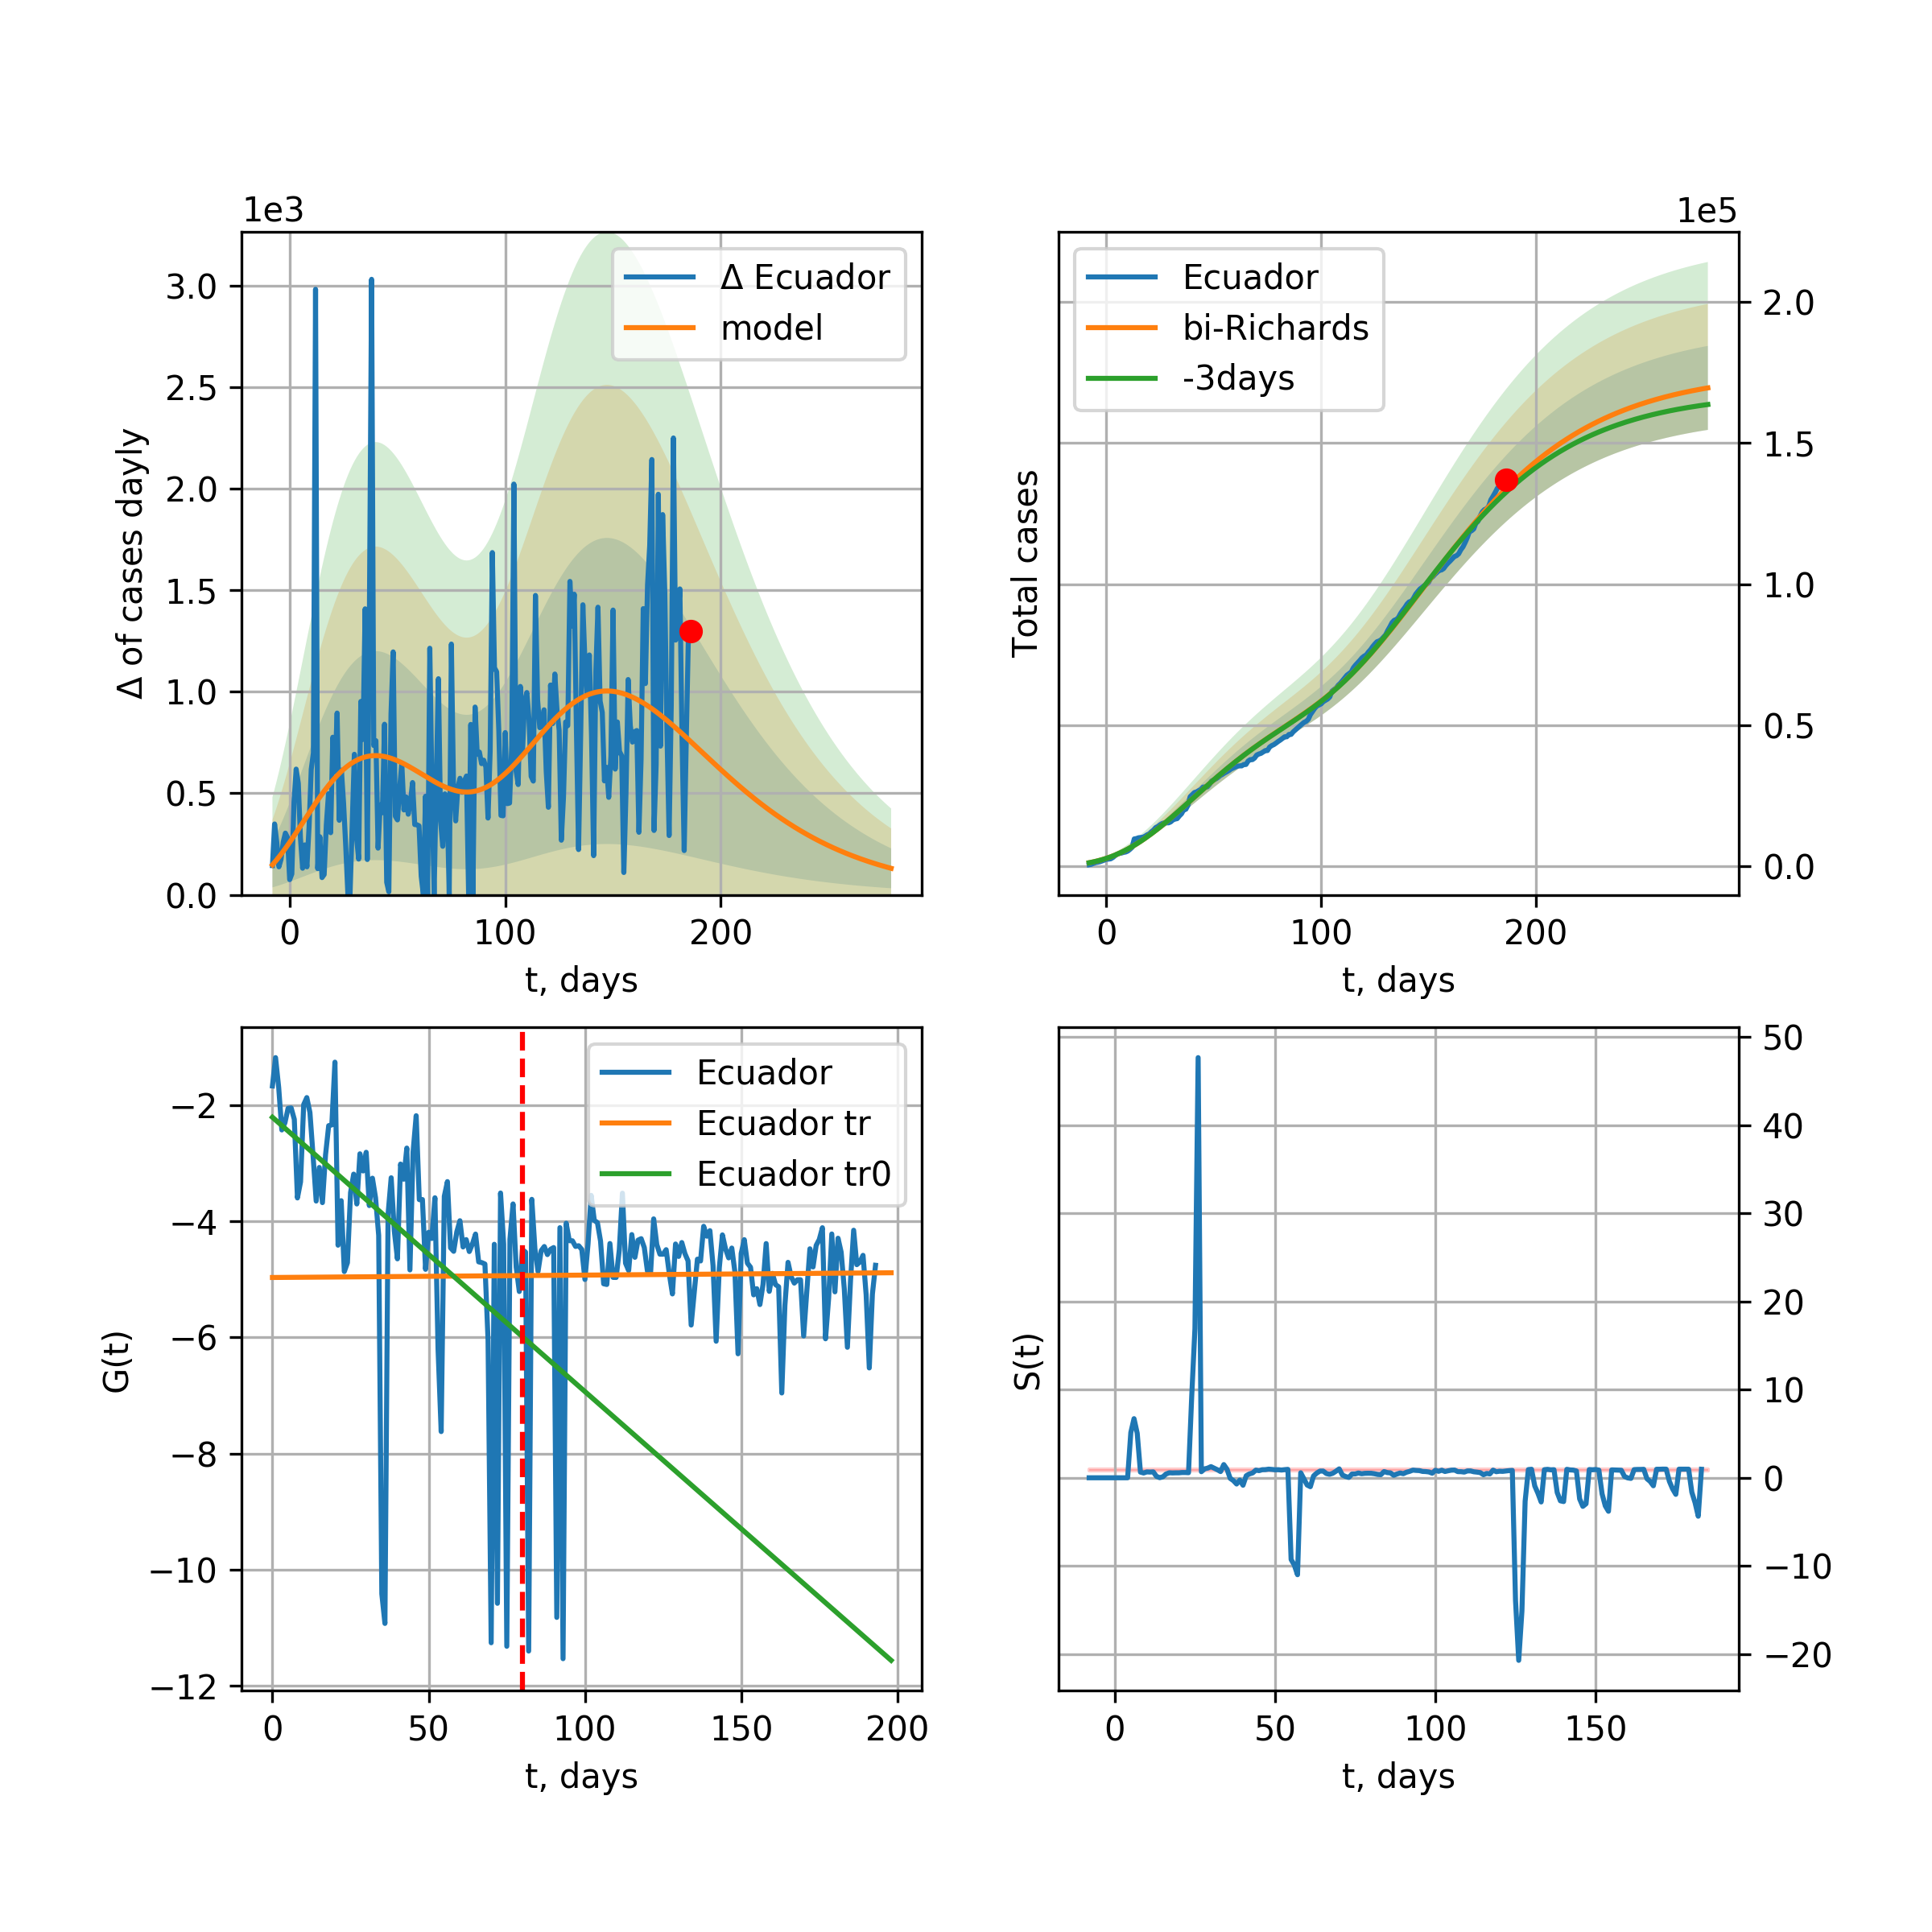 1e3
3.0
2.5
2.0
1.5
1.0
0.5
0.0
Δ of cases dayly
Δ Ecuador
model
0 100 200
t, days
1e5
Ecuador
bi-Richards
-3days
Total cases
2.0
1.5
1.0
0.5
0.0
0 100 200
t, days
−2
−4
−6
−8
−10
−12
G(t)
Ecuador
Ecuador tr
Ecuador tr0
0 50 100 150 200
t, days
S(t)
50
40
30
20
10
0
−10
−20
0 50 100 150
t, days